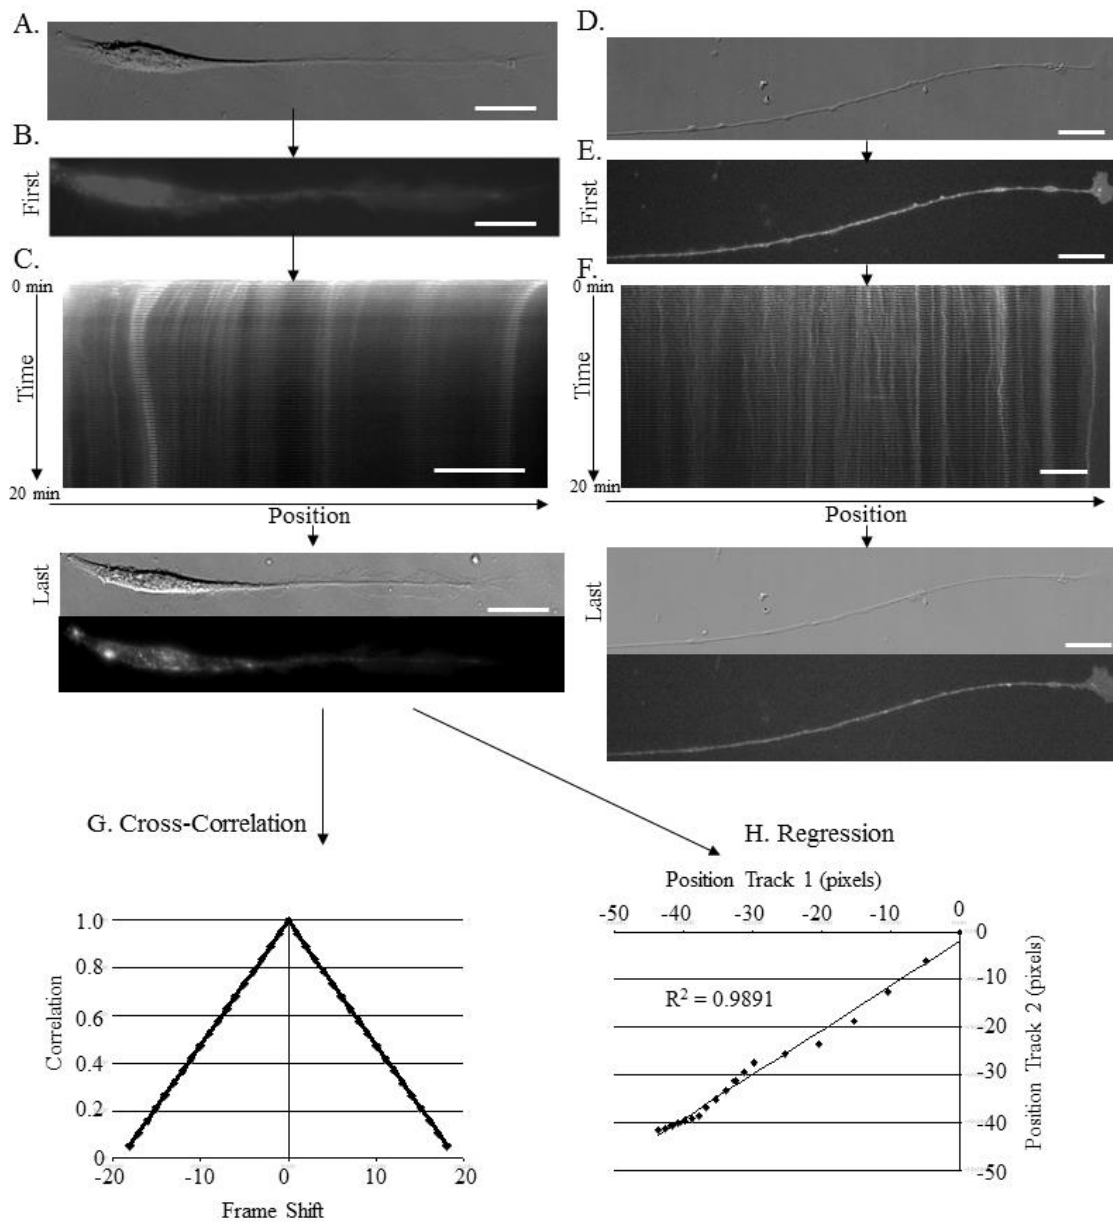 A.
B.
First
C.
0 min
Time
20 min
Position
Last
D.
E.
First
F.
0 min
Time
20 min
Position
Last
G. Cross-Correlation
1.0
0.8
0.6
0.4
0.2
0
Correlation
-20 -10 0 10 20
Frame Shift
H. Regression
Position Track 1 (pixels)
-50 -40 -30 -20 -10 0
0
-10
-20
-30
-40
-50
R² = 0.9891
Position Track 2 (pixels)